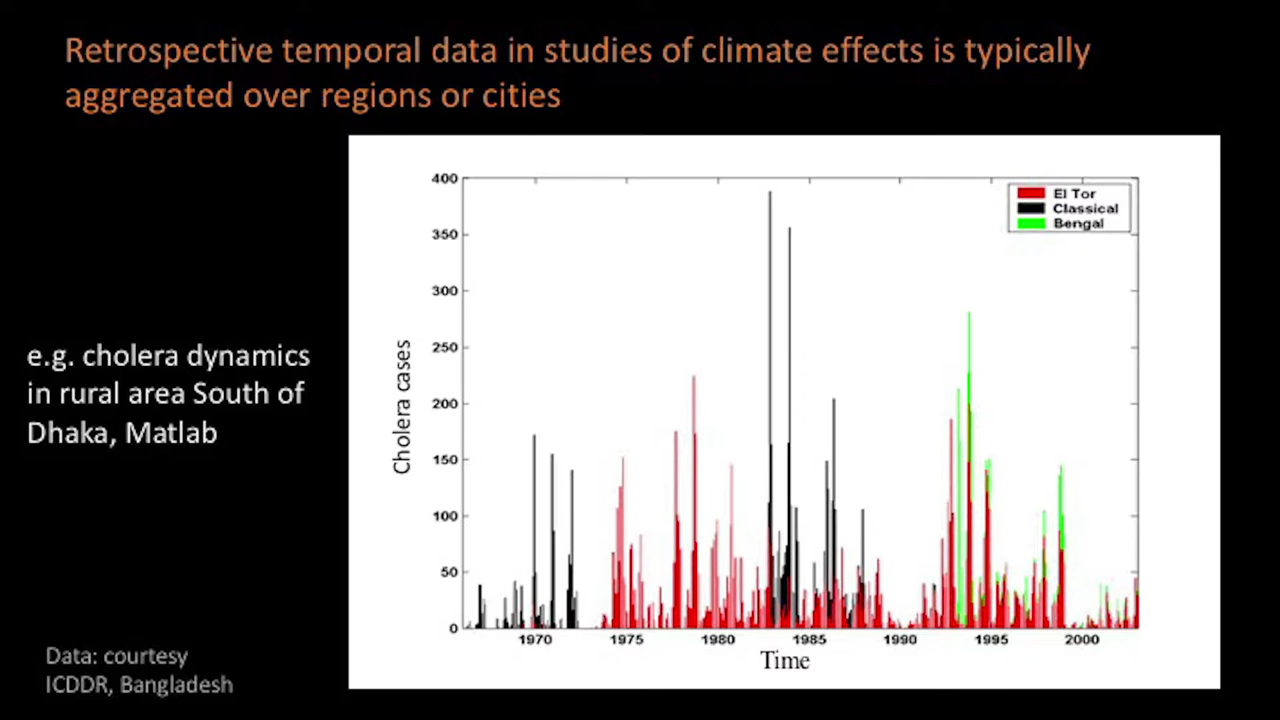 Retrospective temporal data in studies of climate effects is typically
aggregated over regions or cities
e.g. cholera dynamics
in rural area South of
Dhaka, Matlab
Data: courtesy
ICDDR, Bangladesh
Cholera cases
400
350
300
250
200
150
100
50
0
El Tor
Classical
Bengal
1970 1975 1980 1985 1990 1995 2000
Time